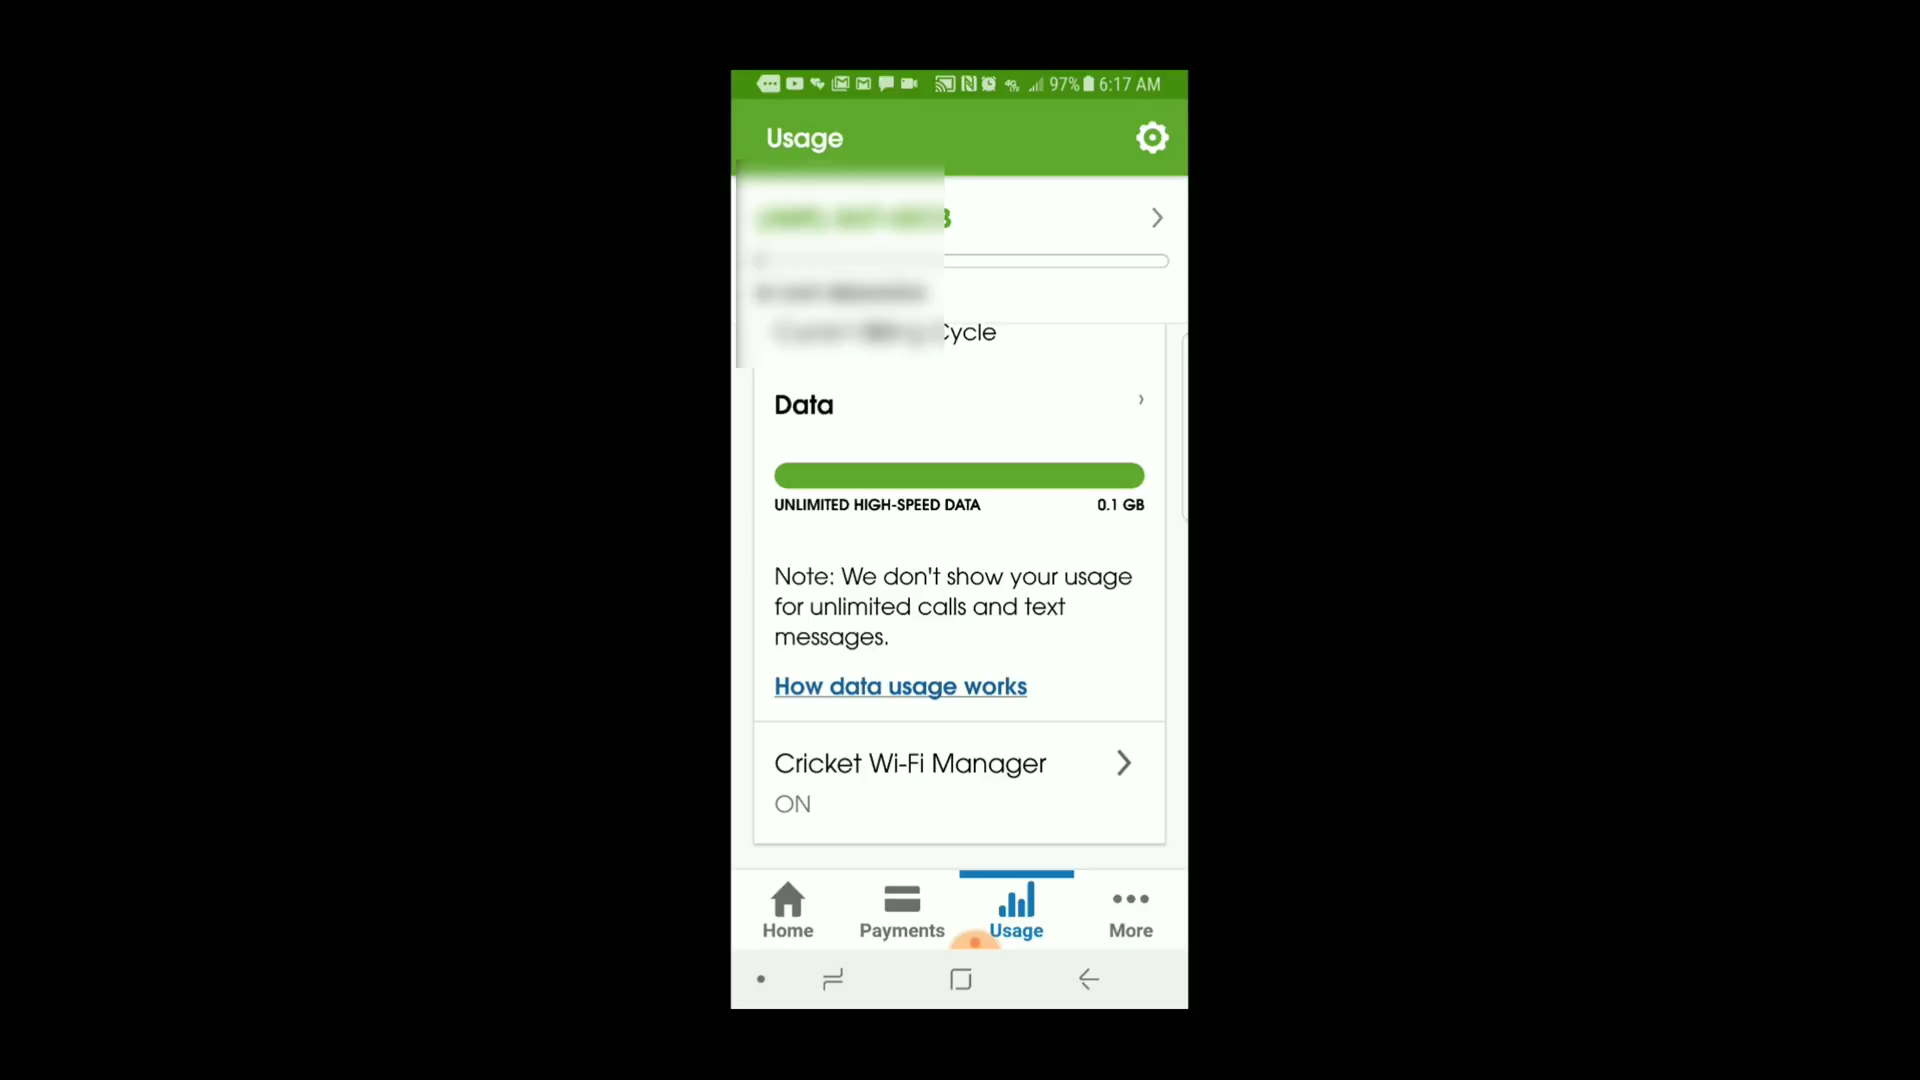 97% 6:17 AM
Usage
Cycle
Data
UNLIMITED HIGH-SPEED DATA 0.1 GB
Note: We don't show your usage
for unlimited calls and text
messages.
How data usage works
Cricket Wi-Fi Manager
ON
Home Payments Usage More